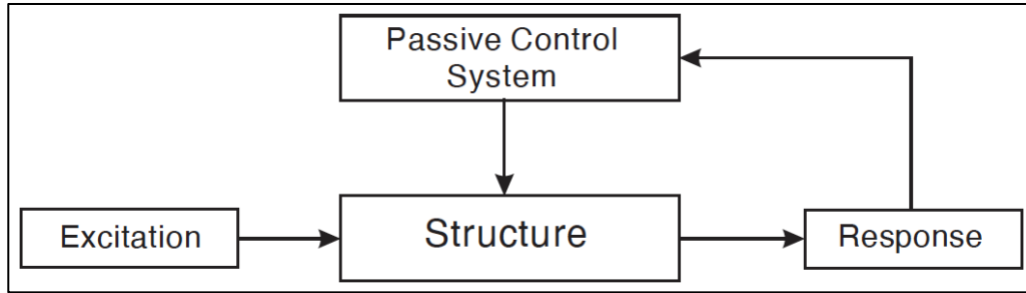 Passive Control
System
Excitation
Structure
Response